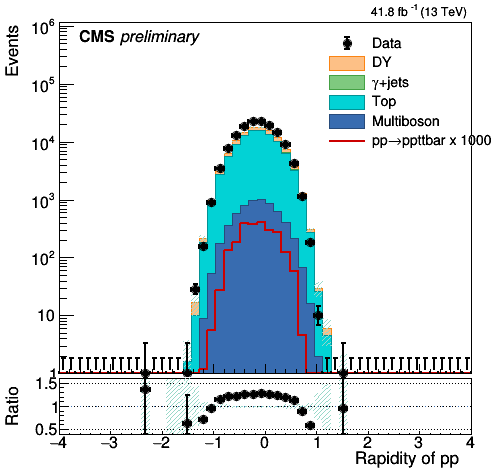 41.8 fb⁻¹ (13 TeV)
CMS preliminary
Events
10⁶
10⁵
10⁴
10³
10²
10
1
Data
DY
γ+jets
Top
Multiboson
pp→ppttbar x 1000
Ratio
1.5
1
0.5
−4 −3 −2 −1 0 1 2 3 4
Rapidity of pp